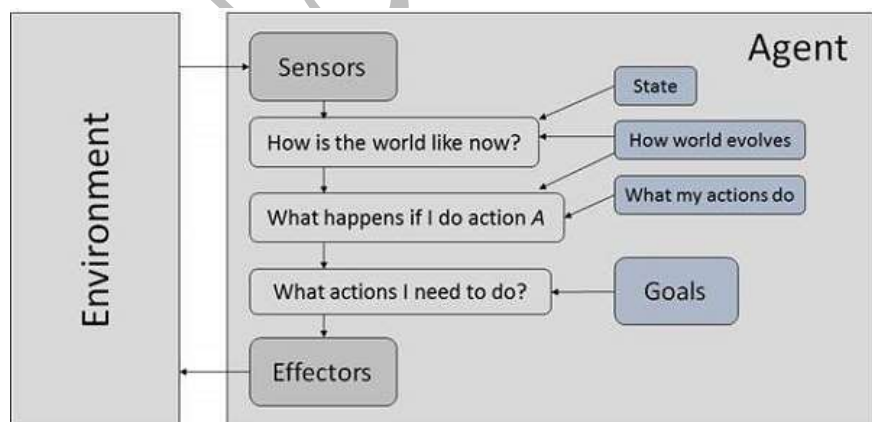 Environment
Agent
Sensors
State
How is the world like now?
How world evolves
What my actions do
What happens if I do action A
What actions I need to do?
Goals
Effectors